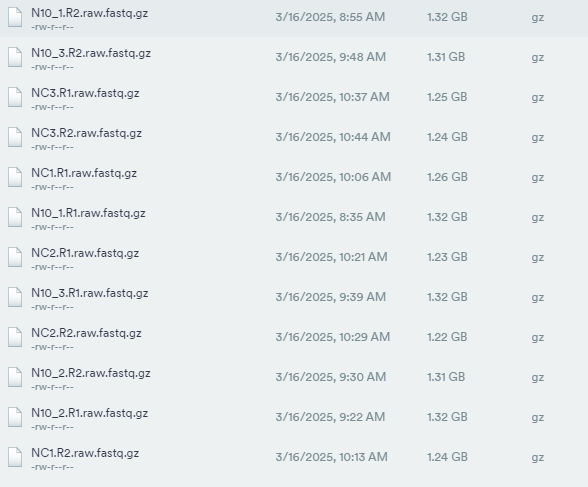 N10_1.R2.raw.fastq.gz 3/16/2025, 8:55 AM 1.32 GB gz
-rw-r--r--
N10_3.R2.raw.fastq.gz 3/16/2025, 9:48 AM 1.31 GB gz
-rw-r--r--
NC3.R1.raw.fastq.gz 3/16/2025, 10:37 AM 1.25 GB gz
-rw-r--r--
NC3.R2.raw.fastq.gz 3/16/2025, 10:44 AM 1.24 GB gz
-rw-r--r--
NC1.R1.raw.fastq.gz 3/16/2025, 10:06 AM 1.26 GB gz
-rw-r--r--
N10_1.R1.raw.fastq.gz 3/16/2025, 8:35 AM 1.32 GB gz
-rw-r--r--
NC2.R1.raw.fastq.gz 3/16/2025, 10:21 AM 1.23 GB gz
-rw-r--r--
N10_3.R1.raw.fastq.gz 3/16/2025, 9:39 AM 1.32 GB gz
-rw-r--r--
NC2.R2.raw.fastq.gz 3/16/2025, 10:29 AM 1.22 GB gz
-rw-r--r--
N10_2.R2.raw.fastq.gz 3/16/2025, 9:30 AM 1.31 GB gz
-rw-r--r--
N10_2.R1.raw.fastq.gz 3/16/2025, 9:22 AM 1.32 GB gz
-rw-r--r--
NC1.R2.raw.fastq.gz 3/16/2025, 10:13 AM 1.24 GB gz
-rw-r--r--